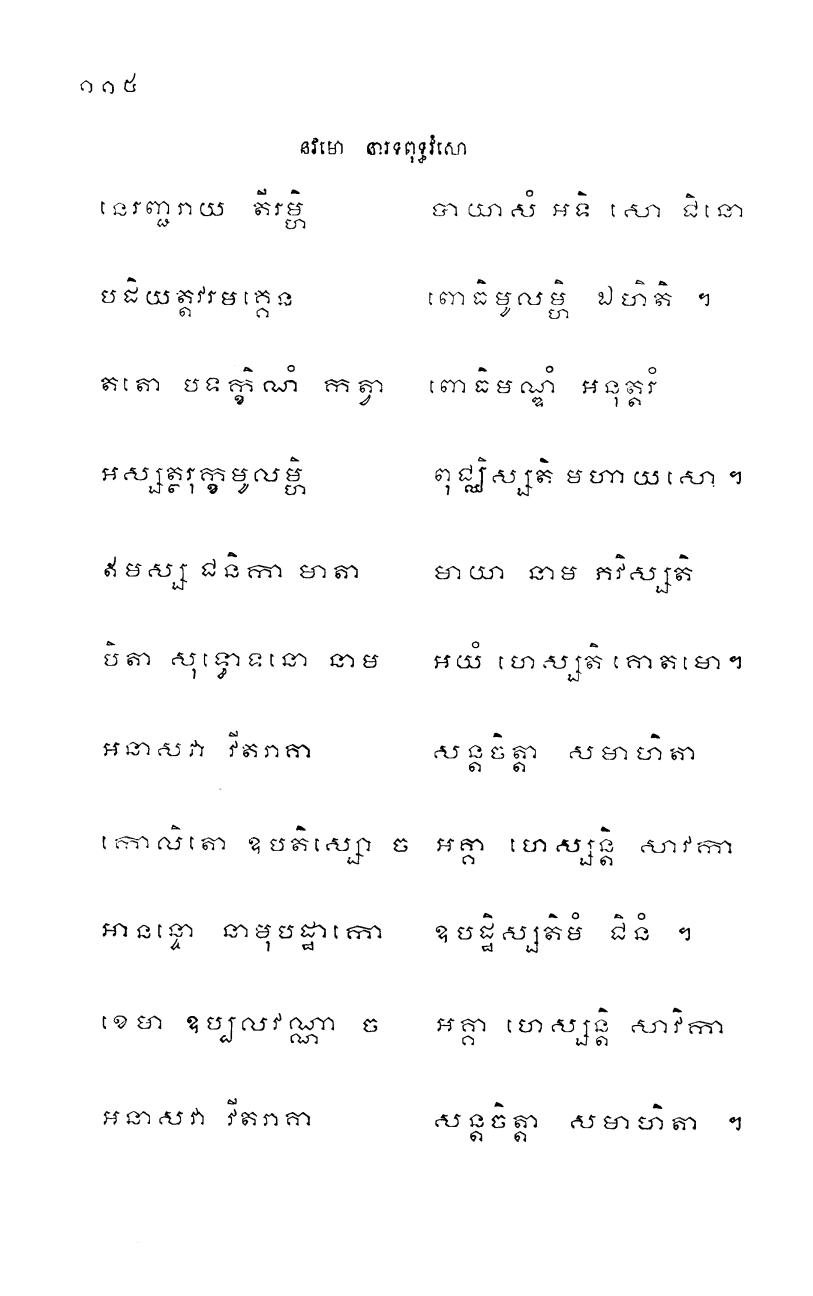 ១១៥
នវិមោ នារទពុទ្ធវំសោ
នេរញ្ជរាយ តីរម្ហិ បាយាសំ អទិ សោ ជិនោ
បដិយត្តវរមគ្គេន ពោធិមូលម្ហិ ឯហិតិ ។
តតោ បទក្ខិណំ កត្វា ពោធិមណ្ឌំ អនុត្តរំ
អស្សត្ថរុក្ខមូលម្ហិ ពុជ្ឈិស្សតិ មហាយសោ ។
ឥមស្ស ជនិកា មាតា មាយា នាម ភវិស្សតិ
បិតា សុទ្ធោទនោ នាម អយំ ហេស្សតិ គោតមោ ។
អនាសវា វីតរាគា សន្តចិត្តា សមាហិតា
កោលិតោ ឧបតិស្សោ ច អគ្គា ហេស្សន្តិ សាវកា
អានន្ទោ នាមុបដ្ឋាកោ ឧបដ្ឋិស្សតិមំ ជិនំ ។
ខេមា ឧប្បលវណ្ណា ច អគ្គា ហេស្សន្តិ សាវិកា
អនាសវា វីតរាគា សន្តចិត្តា សមាហិតា ។